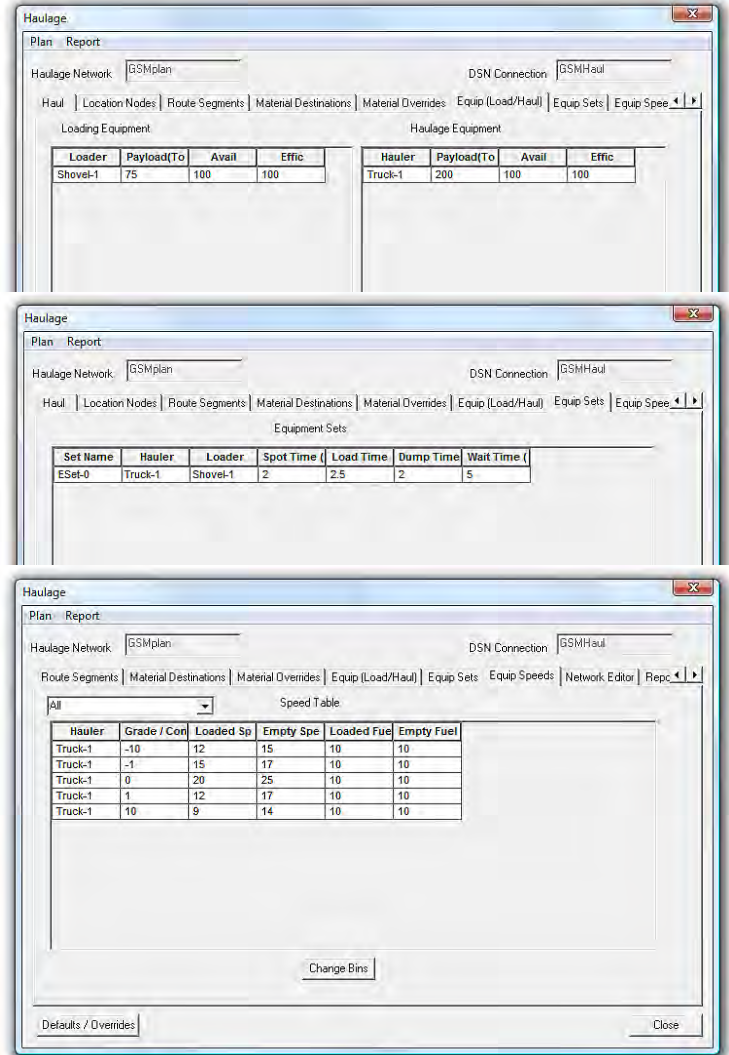 Haulage
Plan Report
Haulage Network GSMplan DSN Connection GSMHaul
Haul Location Nodes Route Segments Material Destinations Material Overrides Equip (Load/Haul) Equip Sets Equip Spee
Loading Equipment Haulage Equipment
Loader Payload(To Avail Effic Hauler Payload(To Avail Effic
Shovel-1 75 100 100 Truck-1 200 100 100
Haulage
Plan Report
Haulage Network GSMplan DSN Connection GSMHaul
Haul Location Nodes Route Segments Material Destinations Material Overrides Equip (Load/Haul) Equip Sets Equip Spee
Equipment Sets
Set Name Hauler Loader Spot Time ( Load Time Dump Time Wait Time (
ESet-0 Truck-1 Shovel-1 2 2.5 2 5
Haulage
Plan Report
Haulage Network GSMplan DSN Connection GSMHaul
Route Segments Material Destinations Material Overrides Equip (Load/Haul) Equip Sets Equip Speeds Network Editor Repc
All Speed Table
Hauler Grade / Con Loaded Sp Empty Spe Loaded Fue Empty Fuel
Truck-1 -10 12 15 10 10
Truck-1 -1 15 17 10 10
Truck-1 0 20 25 10 10
Truck-1 1 12 17 10 10
Truck-1 10 9 14 10 10
Change Bins
Defaults / Overrides Close